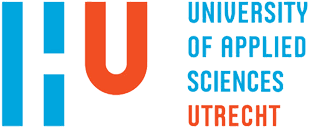 HU
UNIVERSITY
OF APPLIED
SCIENCES
UTRECHT